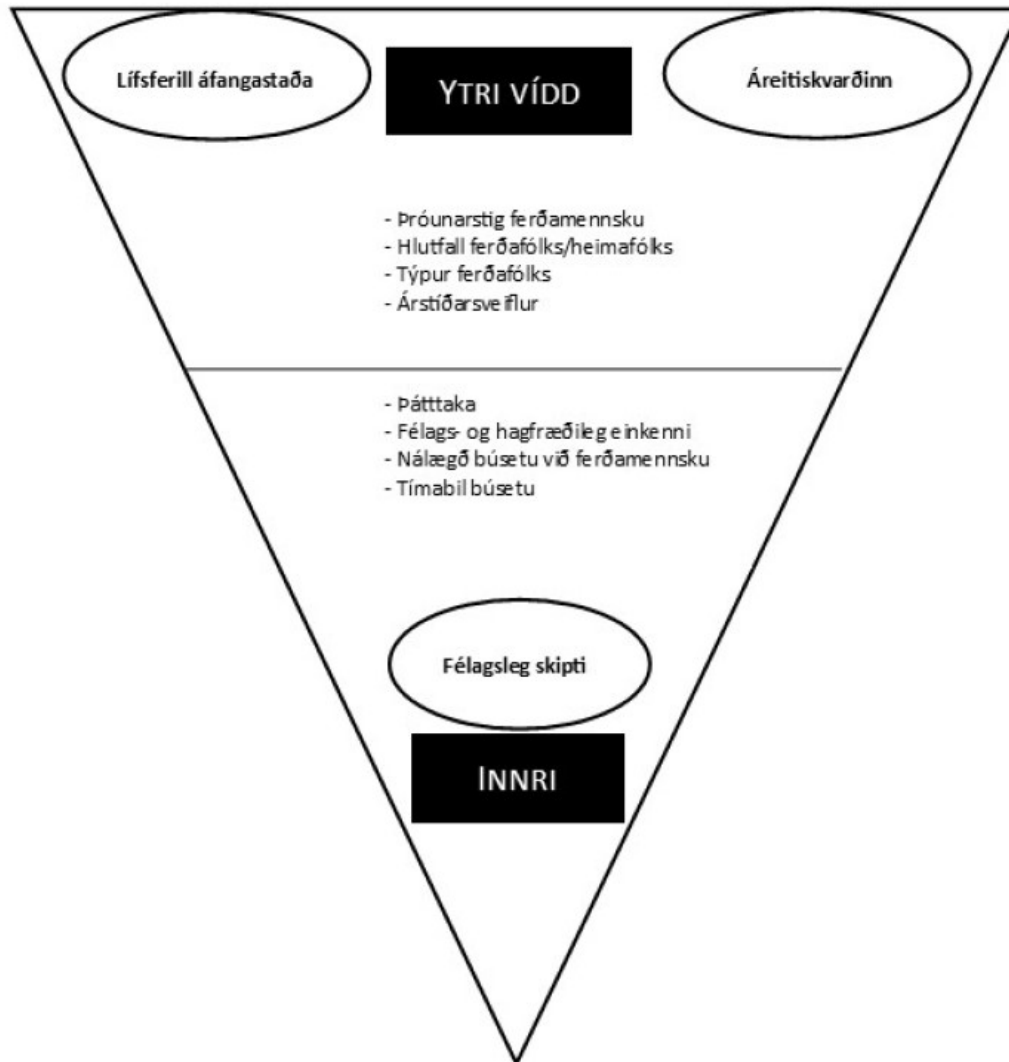 Lífsferill áfangastaða
YTRI VÍDD
Áreitiskvarðinn
- Þróunarstig ferðamennsku
- Hlutfall ferðafólks/heimafólks
- Týpur ferðafólks
- Árstíðarsveiflur
- Þátttaka
- Félags- og hagfræðileg einkenni
- Nálægð búsetu við ferðamennsku
- Tímabil búsetu
Félagsleg skipti
INNRI